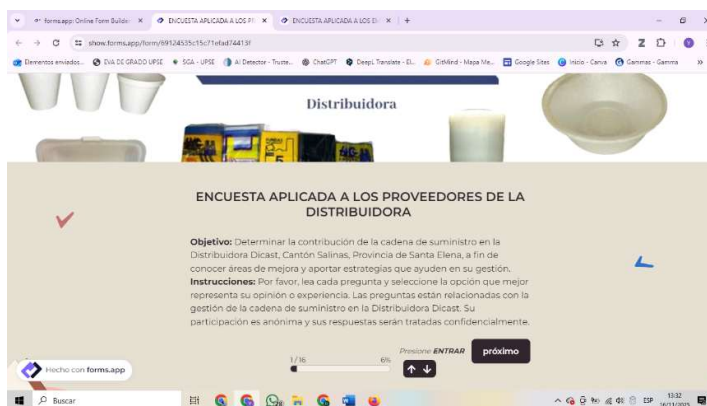 forms.app: Online Form Builder
ENCUESTA APLICADA A LOS PR
ENCUESTA APLICADA A LOS EN
show.forms.app/form/69124535c15c71efad74413f
Elementos enviados...
EVA DE GRADO UPSE
SGA - UPSE
AI Detector - Truste...
ChatGPT
DeepL Translate - El...
GitMind - Mapa Me...
Google Sites
Inicio - Canva
Gammas - Gamma
Distribuidora
ENCUESTA APLICADA A LOS PROVEEDORES DE LA
DISTRIBUIDORA
Objetivo: Determinar la contribución de la cadena de suministro en la
Distribuidora Dicast, Cantón Salinas, Provincia de Santa Elena, a fin de
conocer áreas de mejora y aportar estrategias que ayuden en su gestión.
Instrucciones: Por favor, lea cada pregunta y seleccione la opción que mejor
representa su opinión o experiencia. Las preguntas están relacionadas con la
gestión de la cadena de suministro en la Distribuidora Dicast. Su
participación es anónima y sus respuestas serán tratadas confidencialmente.
1/16
6%
Presione ENTRAR
próximo
Hecho con forms.app
Buscar
ESP
13:32
16/11/2025